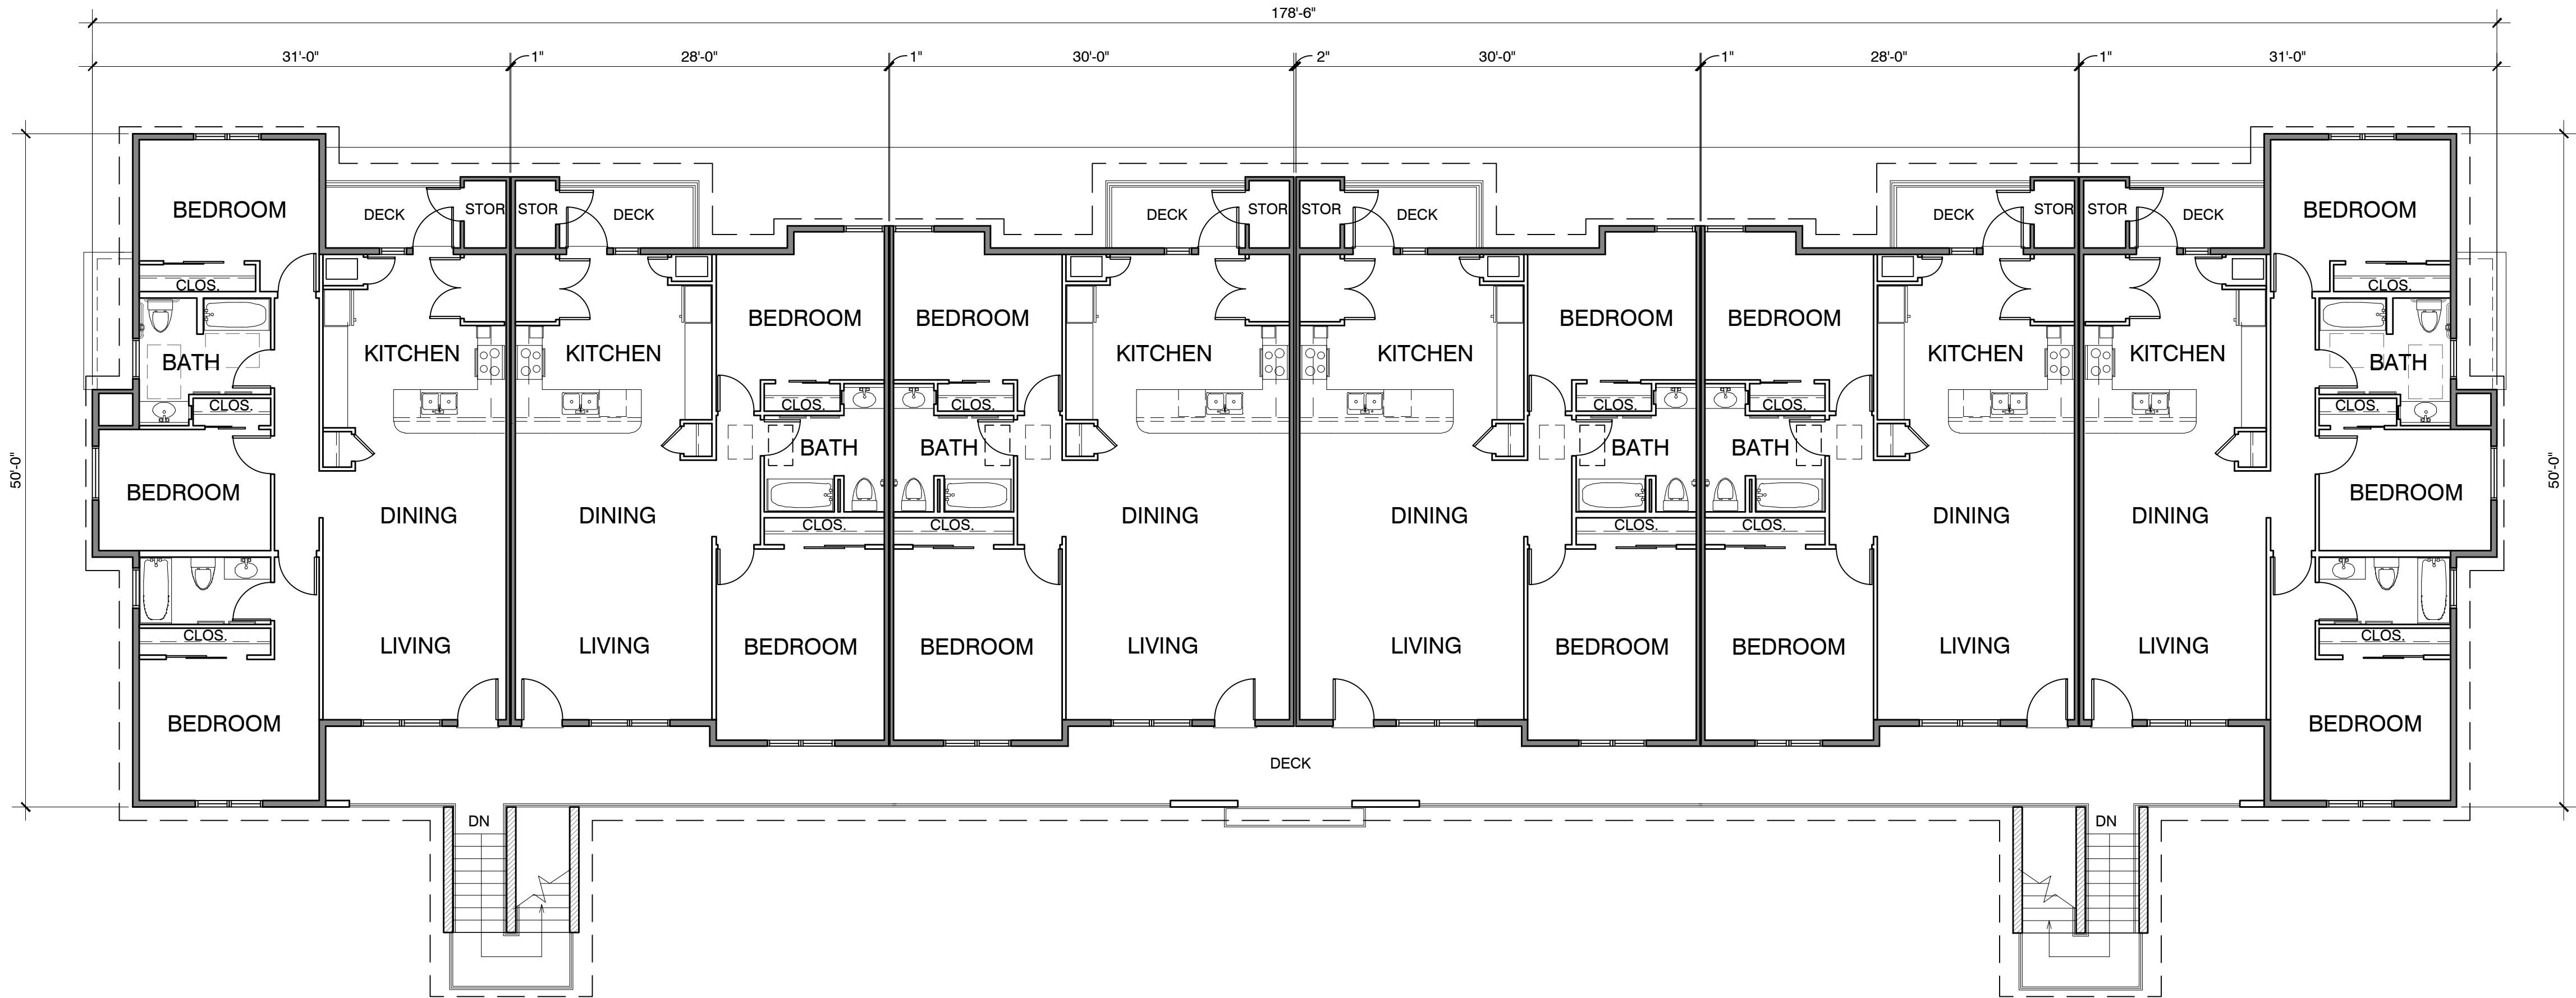 178'-6"
31'-0" 1" 28'-0" 1" 30'-0" 2" 30'-0" 1" 28'-0" 1" 31'-0"
BEDROOM DECK STOR STOR DECK DECK STOR STOR DECK DECK STOR STOR DECK BEDROOM
CLOS. CLOS.
BEDROOM BEDROOM BEDROOM BEDROOM
BATH KITCHEN KITCHEN KITCHEN KITCHEN KITCHEN KITCHEN BATH
CLOS. CLOS. CLOS. CLOS. CLOS. CLOS.
BATH BATH BATH BATH
50'-0" BEDROOM BEDROOM 50'-0"
DINING DINING DINING DINING DINING DINING
CLOS. CLOS. CLOS. CLOS.
CLOS. CLOS.
LIVING LIVING BEDROOM BEDROOM LIVING LIVING BEDROOM BEDROOM LIVING LIVING
BEDROOM BEDROOM
DECK
DN DN